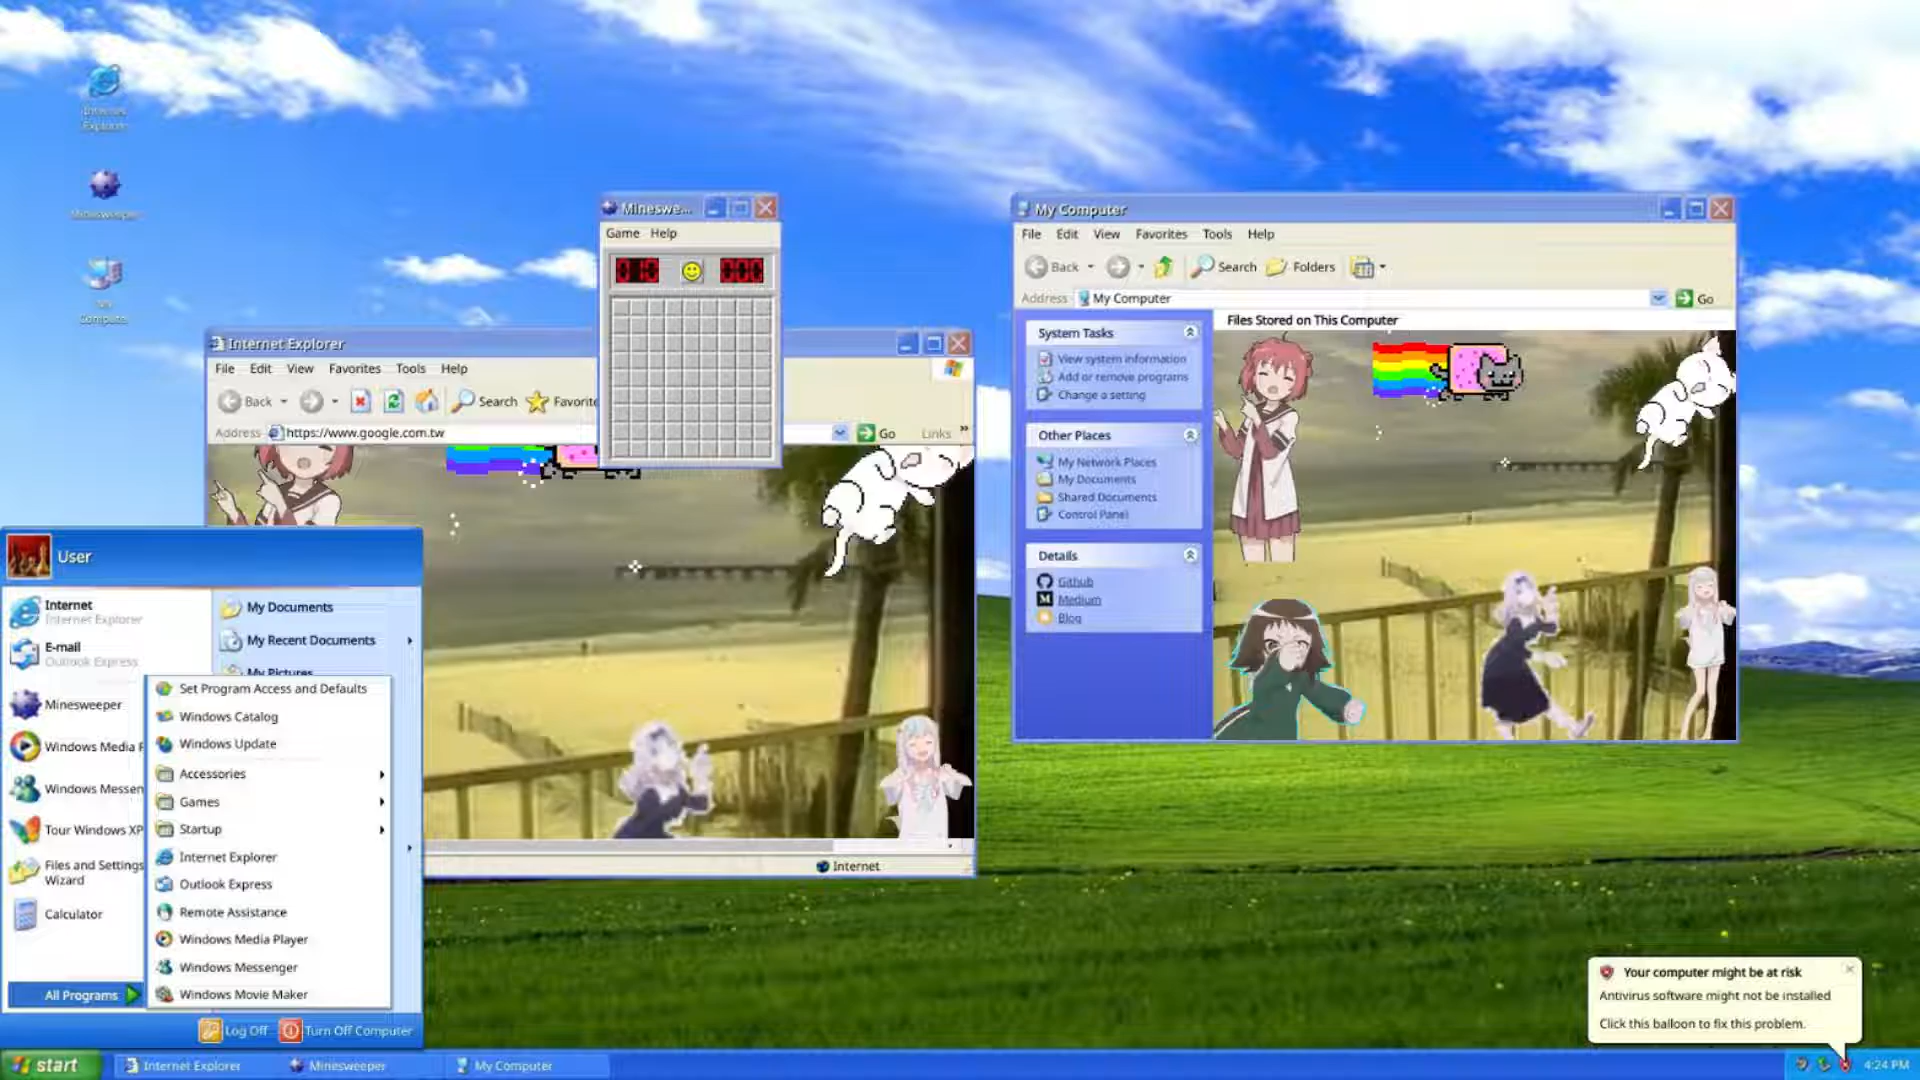 Internet
Explorer
Minesweeper
My
Computer
Mineswe...
Game Help
My Computer
File Edit View Favorites Tools Help
Back Search Folders
Address My Computer Go
Files Stored on This Computer
System Tasks
View system information
Add or remove programs
Change a setting
Other Places
My Network Places
My Documents
Shared Documents
Control Panel
Details
Github
Medium
Blog
Internet Explorer
File Edit View Favorites Tools Help
Back Search Favorite
Address https://www.google.com.tw Go Links
Internet
User
Internet
Internet Explorer
E-mail
Outlook Express
Minesweeper
Windows Media
Windows Messen
Tour Windows XP
Files and Settings
Wizard
Calculator
All Programs
My Documents
My Recent Documents
My Pictures
Set Program Access and Defaults
Windows Catalog
Windows Update
Accessories
Games
Startup
Internet Explorer
Outlook Express
Remote Assistance
Windows Media Player
Windows Messenger
Windows Movie Maker
Log Off Turn Off Computer
Your computer might be at risk
Antivirus software might not be installed
Click this balloon to fix this problem.
start Internet Explorer Minesweeper My Computer 4:24 PM